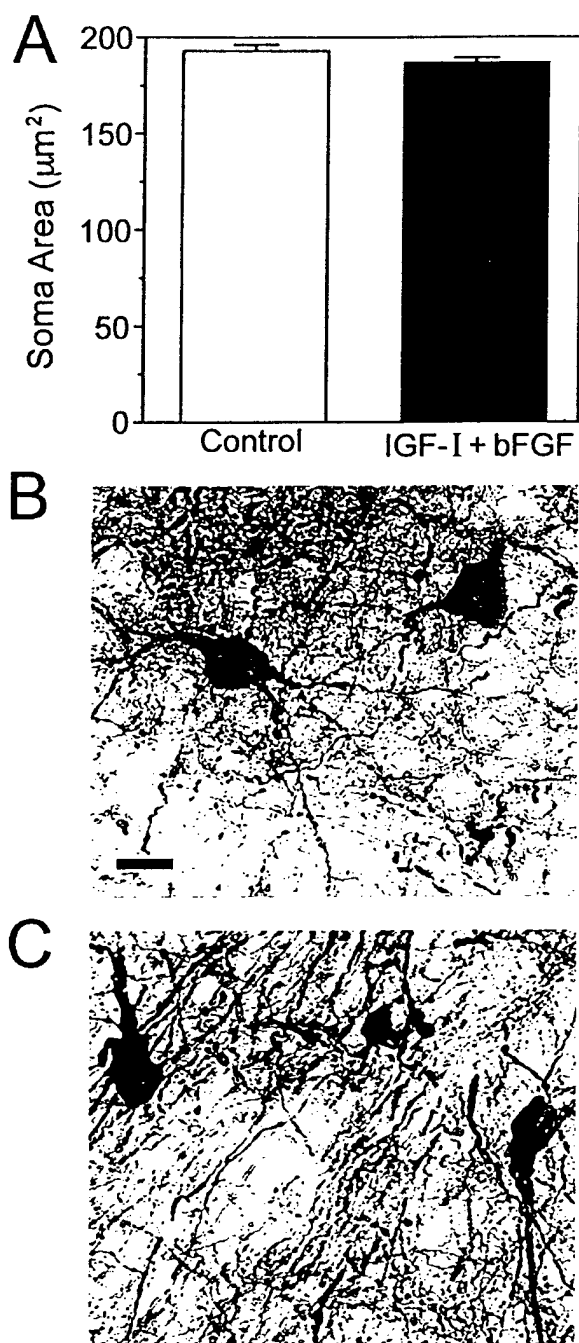 A
200
150
100
50
0
Soma Area (μm²)
Control
IGF-I + bFGF
B
C